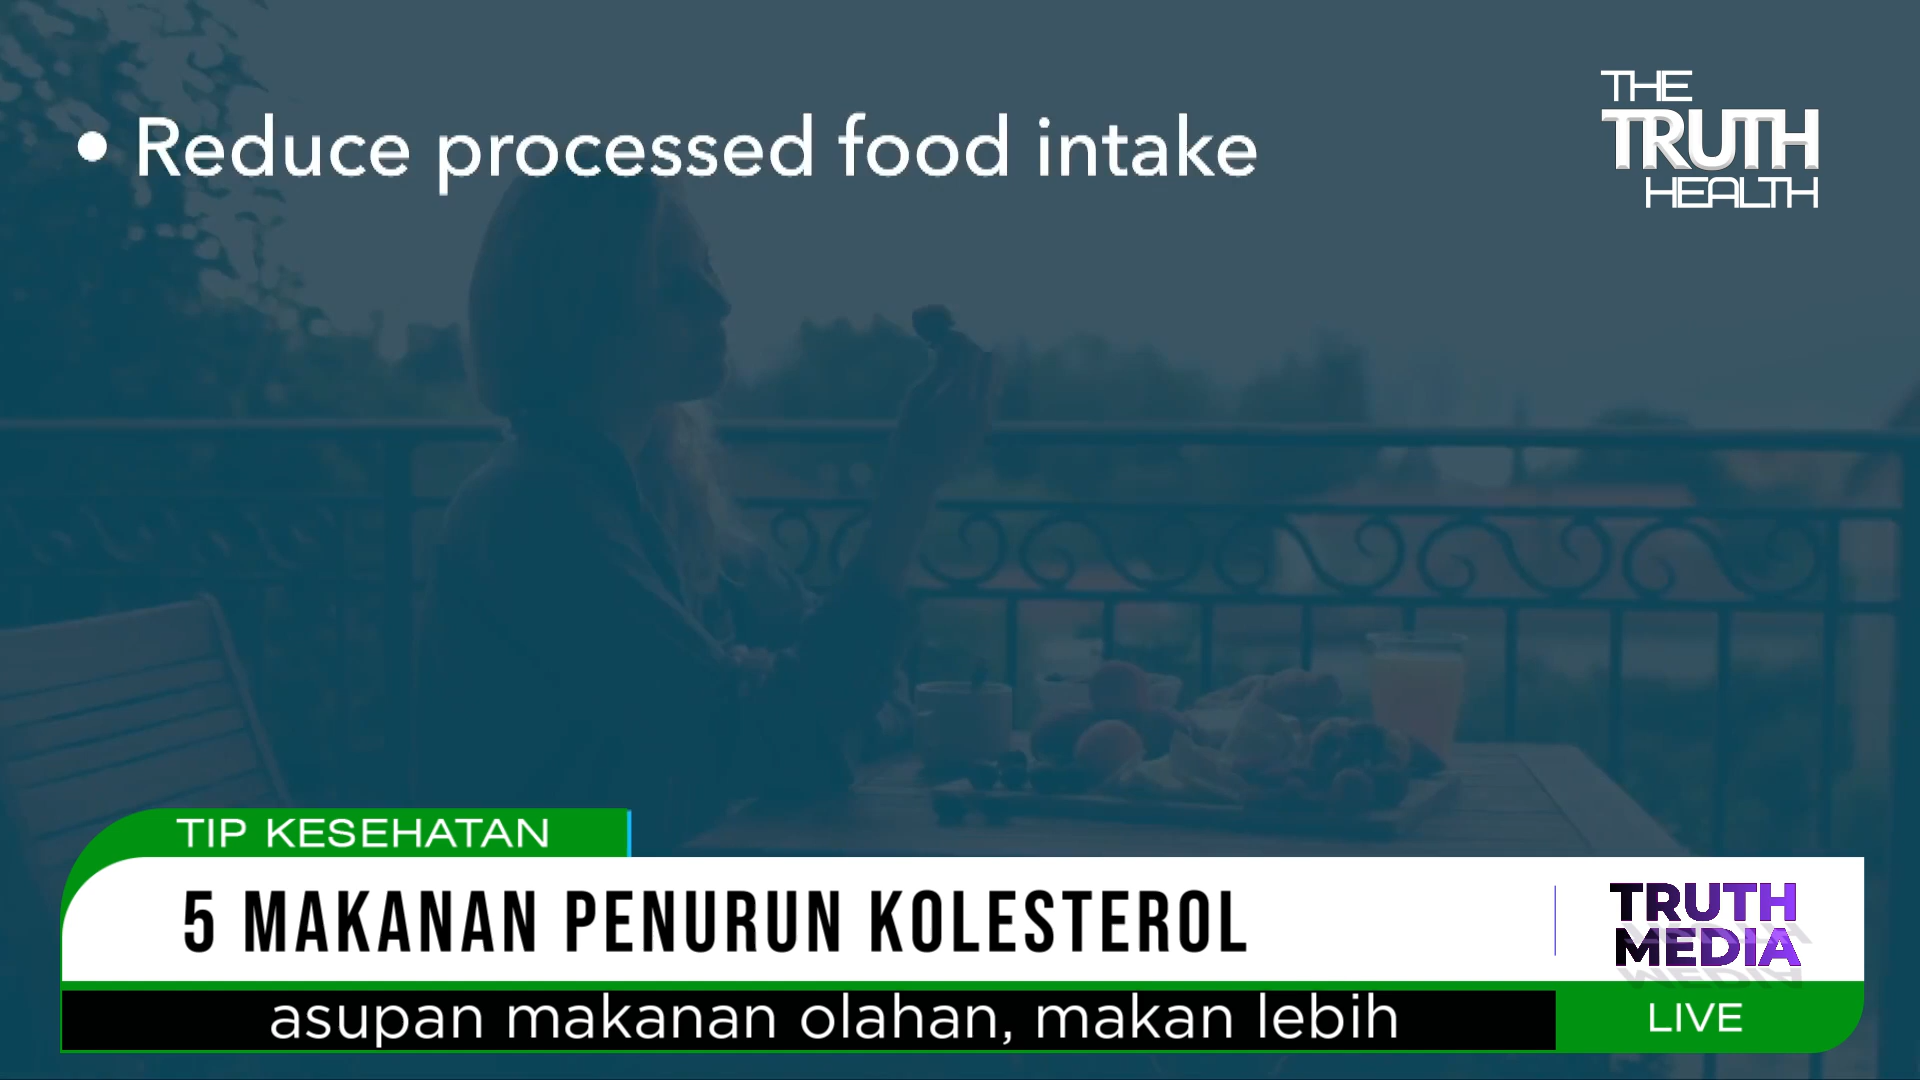 • Reduce processed food intake
THE
TRUTH
HEALTH
TIP KESEHATAN
5 MAKANAN PENURUN KOLESTEROL
TRUTH
MEDIA
asupan makanan olahan, makan lebih
LIVE